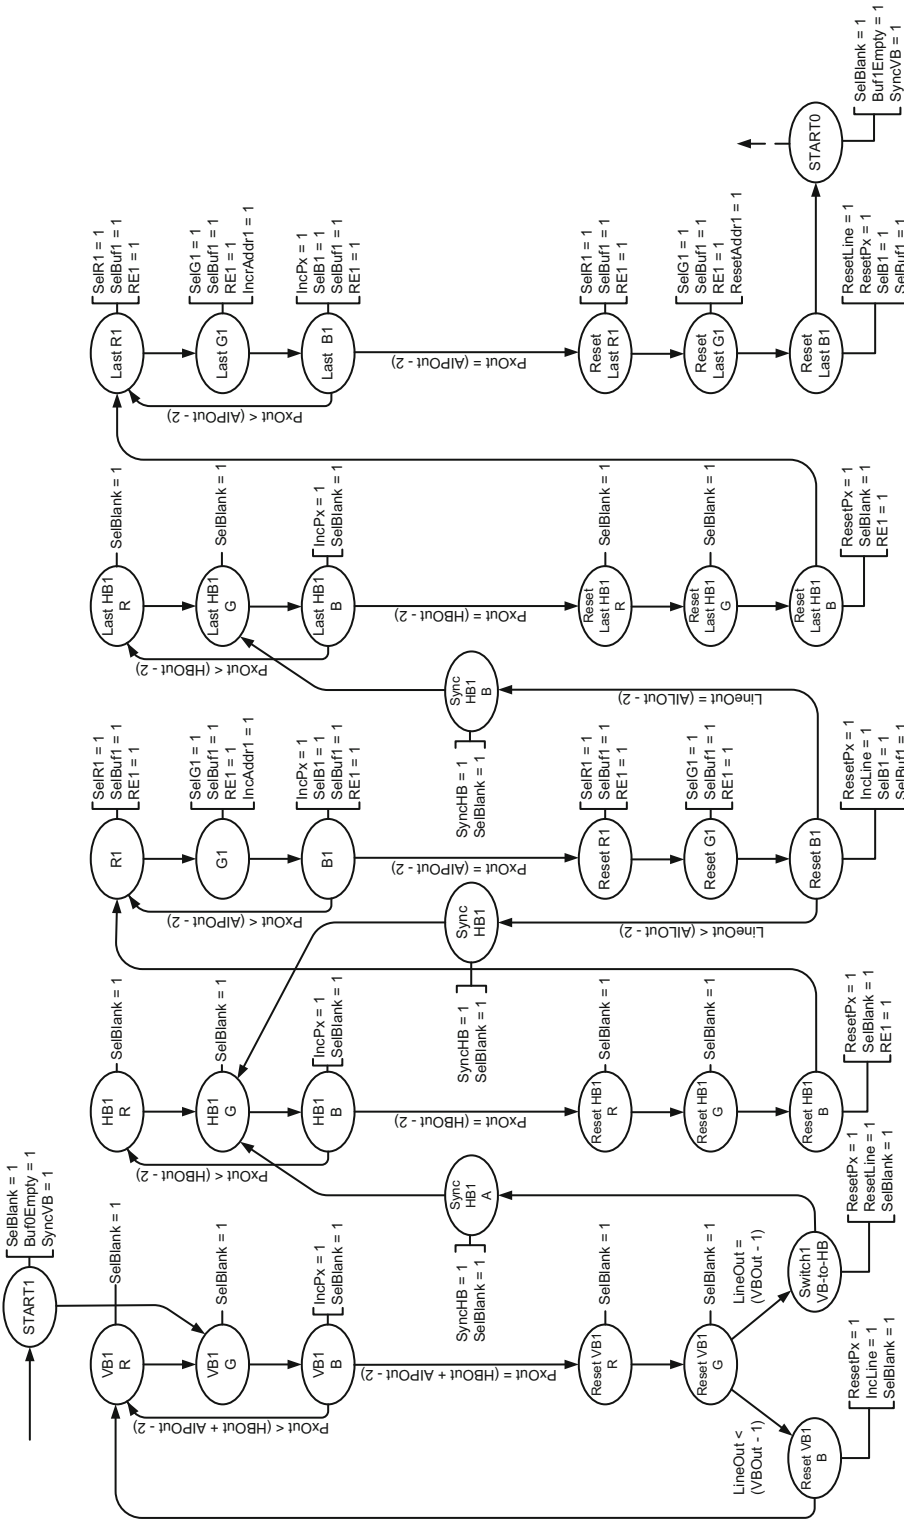 SelBlank = 1
Buf0Empty = 1
SyncVB = 1
START1
VB1
R
SelBlank = 1
VB1
G
SelBlank = 1
VB1
B
IncPx = 1
SelBlank = 1
PxOut < (HBOut + AIPOut - 2)
PxOut = (HBOut + AIPOut - 2)
Reset VB1
R
SelBlank = 1
Reset VB1
G
SelBlank = 1
LineOut <
(VBOut - 1)
LineOut =
(VBOut - 1)
Reset VB1
B
ResetPx = 1
IncLine = 1
SelBlank = 1
Switch1
VB-to-HB
ResetPx = 1
ResetLine = 1
SelBlank = 1
Sync
HB1
A
SyncHB = 1
SelBlank = 1
HB1
R
SelBlank = 1
HB1
G
SelBlank = 1
HB1
B
IncPx = 1
SelBlank = 1
PxOut < (HBOut - 2)
PxOut = (HBOut - 2)
Reset HB1
R
SelBlank = 1
Reset HB1
G
SelBlank = 1
Reset HB1
B
ResetPx = 1
SelBlank = 1
RE1 = 1
Sync
HB1
SyncHB = 1
SelBlank = 1
LineOut < (AILOut - 2)
R1
SelR1 = 1
SelBuf1 = 1
RE1 = 1
G1
SelG1 = 1
SelBuf1 = 1
RE1 = 1
IncAddr1 = 1
B1
IncPx = 1
SelB1 = 1
SelBuf1 = 1
RE1 = 1
PxOut < (AIPOut - 2)
PxOut = (AIPOut - 2)
Reset R1
SelR1 = 1
SelBuf1 = 1
RE1 = 1
Reset G1
SelG1 = 1
SelBuf1 = 1
RE1 = 1
Reset B1
ResetPx = 1
IncLine = 1
SelB1 = 1
SelBuf1 = 1
LineOut = (AILOut - 2)
Sync
HB1
B
SyncHB = 1
SelBlank = 1
Last HB1
R
SelBlank = 1
Last HB1
G
SelBlank = 1
Last HB1
B
IncPx = 1
SelBlank = 1
PxOut < (HBOut - 2)
PxOut = (HBOut - 2)
Reset
Last HB1
R
SelBlank = 1
Reset
Last HB1
G
SelBlank = 1
Reset
Last HB1
B
ResetPx = 1
SelBlank = 1
RE1 = 1
Last R1
SelR1 = 1
SelBuf1 = 1
RE1 = 1
Last G1
SelG1 = 1
SelBuf1 = 1
RE1 = 1
IncrAddr1 = 1
Last B1
IncPx = 1
SelB1 = 1
SelBuf1 = 1
RE1 = 1
PxOut < (AIPOut - 2)
PxOut = (AIPOut - 2)
Reset
Last R1
SelR1 = 1
SelBuf1 = 1
RE1 = 1
Reset
Last G1
SelG1 = 1
SelBuf1 = 1
RE1 = 1
ResetAddr1 = 1
Reset
Last B1
ResetLine = 1
ResetPx = 1
SelB1 = 1
SelBuf1 = 1
START0
SelBlank = 1
Buf1Empty = 1
SyncVB = 1